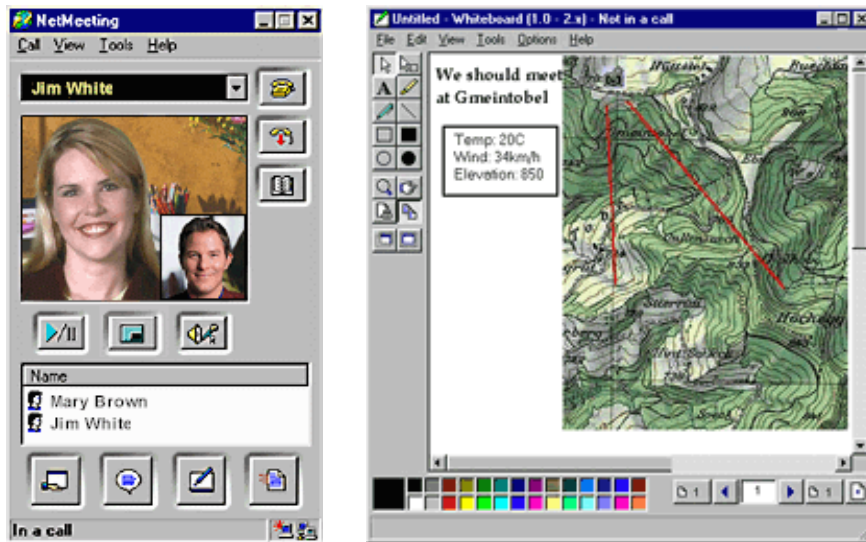 NetMeeting
Call View Tools Help
Jim White
Name
Mary Brown
Jim White
In a call
Untitled - Whiteboard (1.0 - 2.x) - Not in a call
File Edit View Tools Options Help
A
We should meet
at Gmeintobel
Temp: 20C
Wind: 34km/h
Elevation: 850
1 1 1